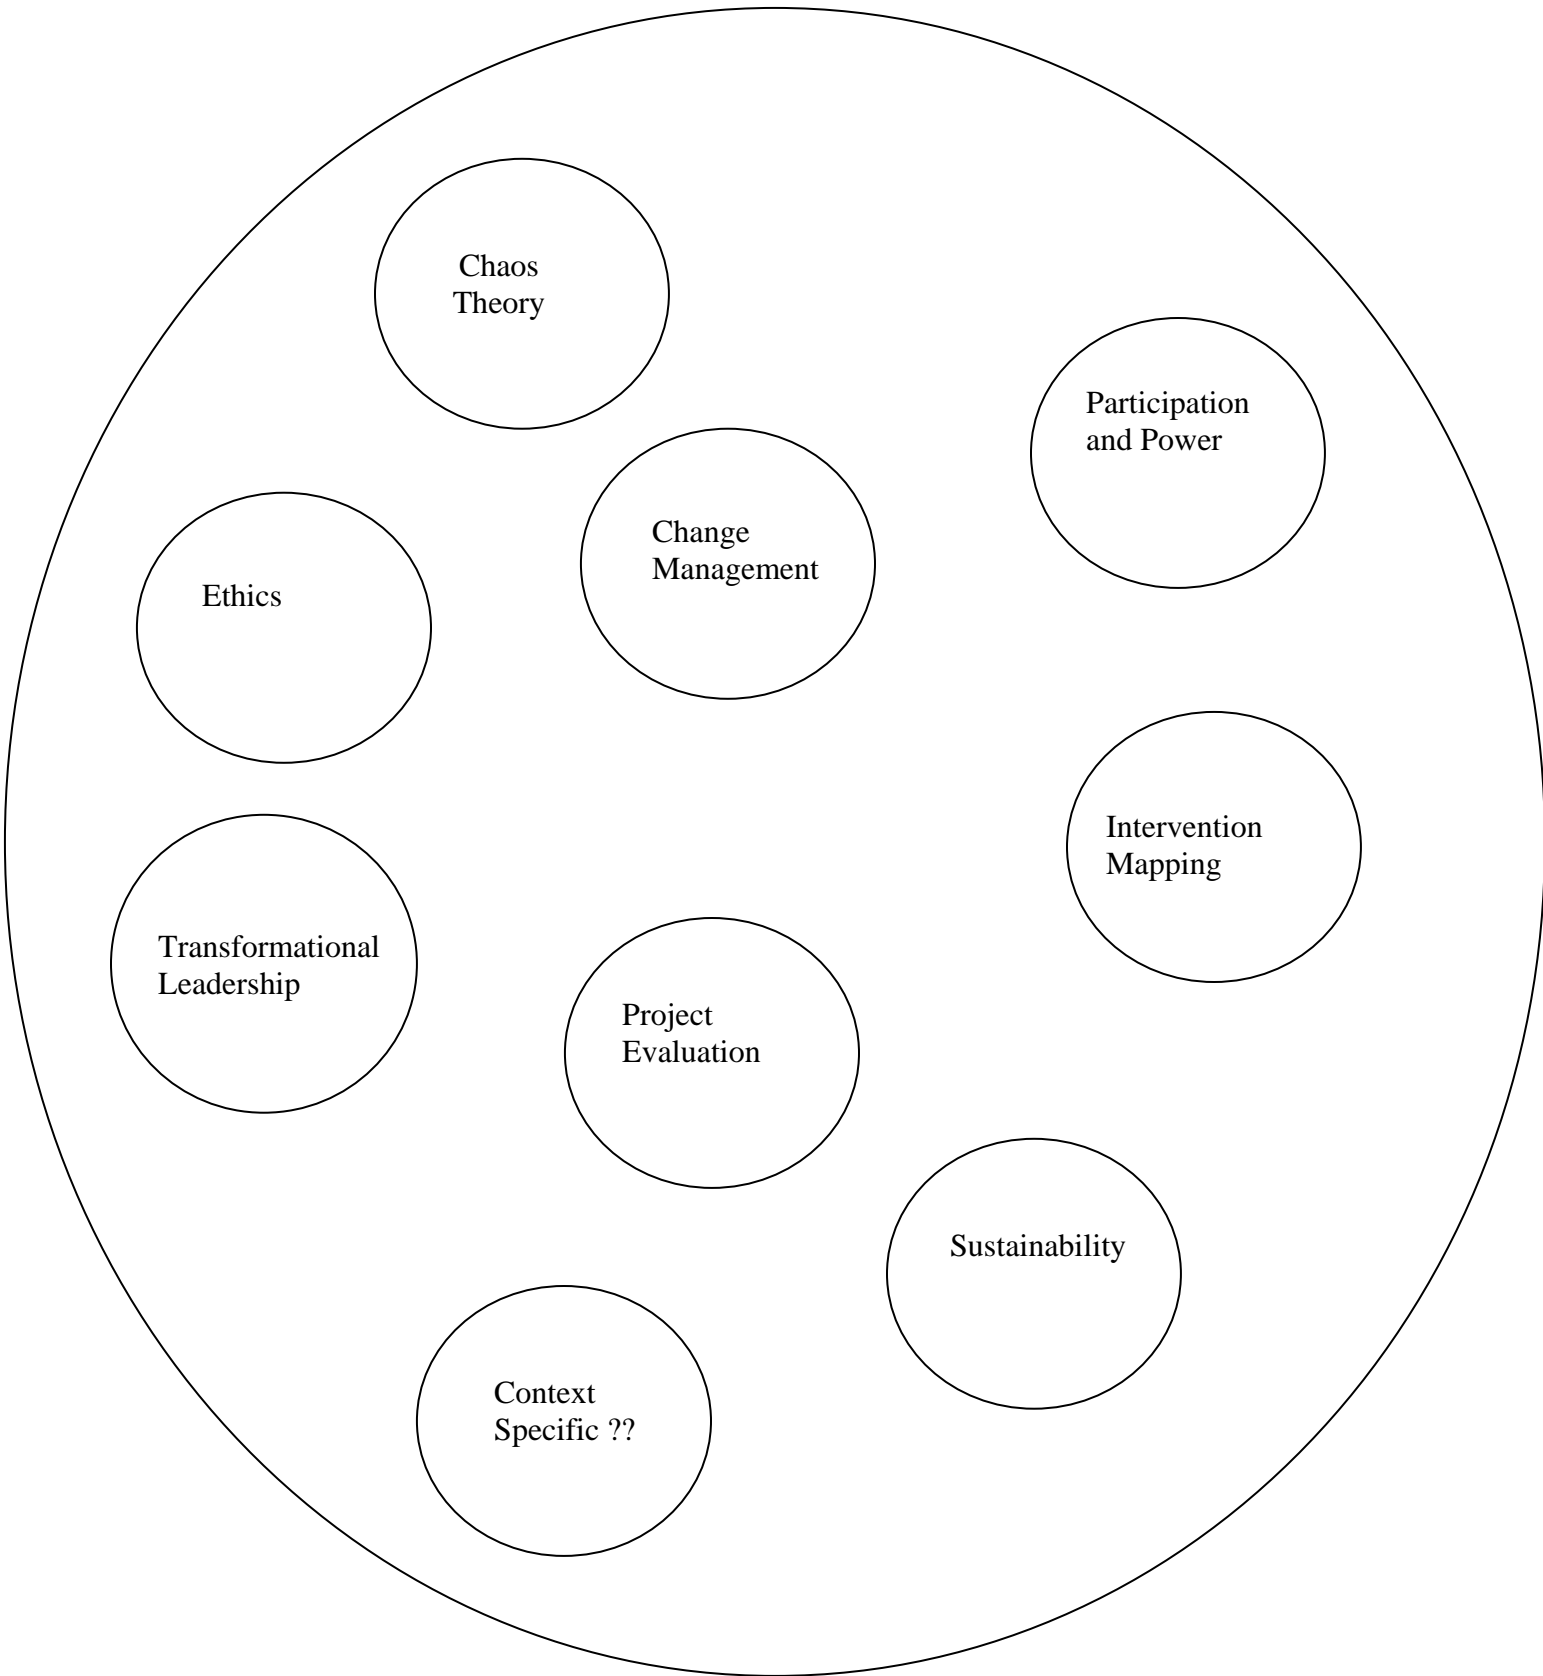 Chaos
Theory
Participation
and Power
Change
Management
Ethics
Intervention
Mapping
Transformational
Leadership
Project
Evaluation
Sustainability
Context
Specific ??